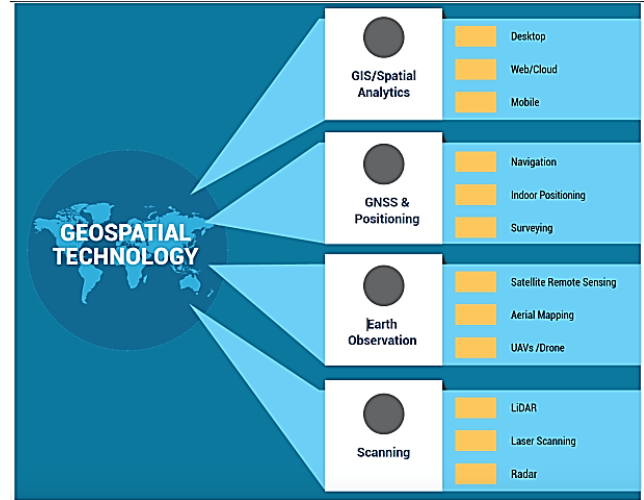 GEOSPATIAL
TECHNOLOGY
GIS/Spatial
Analytics
Desktop
Web/Cloud
Mobile
GNSS &
Positioning
Navigation
Indoor Positioning
Surveying
Earth
Observation
Satellite Remote Sensing
Aerial Mapping
UAVs /Drone
Scanning
LiDAR
Laser Scanning
Radar